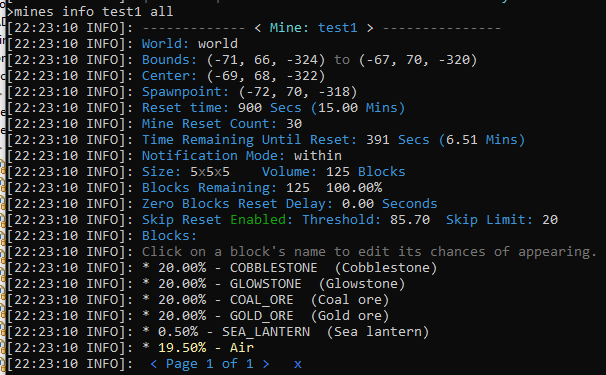 >mines info test1 all
[22:23:10 INFO]: ------------- < Mine: test1 > ---------------
[22:23:10 INFO]: World: world
[22:23:10 INFO]: Bounds: (-71, 66, -324) to (-67, 70, -320)
[22:23:10 INFO]: Center: (-69, 68, -322)
[22:23:10 INFO]: Spawnpoint: (-72, 70, -318)
[22:23:10 INFO]: Reset time: 900 Secs (15.00 Mins)
[22:23:10 INFO]: Mine Reset Count: 30
[22:23:10 INFO]: Time Remaining Until Reset: 391 Secs (6.51 Mins)
[22:23:10 INFO]: Notification Mode: within
[22:23:10 INFO]: Size: 5x5x5    Volume: 125 Blocks
[22:23:10 INFO]: Blocks Remaining: 125  100.00%
[22:23:10 INFO]: Zero Blocks Reset Delay: 0.00 Seconds
[22:23:10 INFO]: Skip Reset Enabled: Threshold: 85.70  Skip Limit: 20
[22:23:10 INFO]: Blocks:
[22:23:10 INFO]: Click on a block's name to edit its chances of appearing.
[22:23:10 INFO]: * 20.00% - COBBLESTONE  (Cobblestone)
[22:23:10 INFO]: * 20.00% - GLOWSTONE  (Glowstone)
[22:23:10 INFO]: * 20.00% - COAL_ORE  (Coal ore)
[22:23:10 INFO]: * 20.00% - GOLD_ORE  (Gold ore)
[22:23:10 INFO]: * 0.50% - SEA_LANTERN  (Sea lantern)
[22:23:10 INFO]: * 19.50% - Air
[22:23:10 INFO]:  < Page 1 of 1 >   x